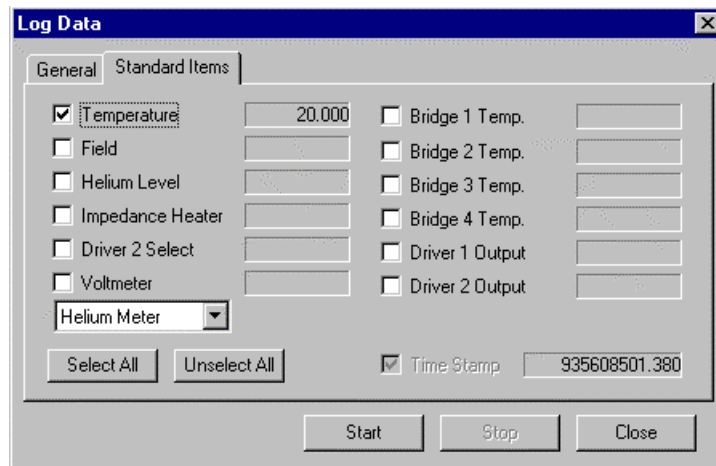 Log Data
General Standard Items
Temperature 20.000 Bridge 1 Temp.
Field Bridge 2 Temp.
Helium Level Bridge 3 Temp.
Impedance Heater Bridge 4 Temp.
Driver 2 Select Driver 1 Output
Voltmeter Driver 2 Output
Helium Meter
Select All Unselect All Time Stamp 935608501.380
Start Stop Close